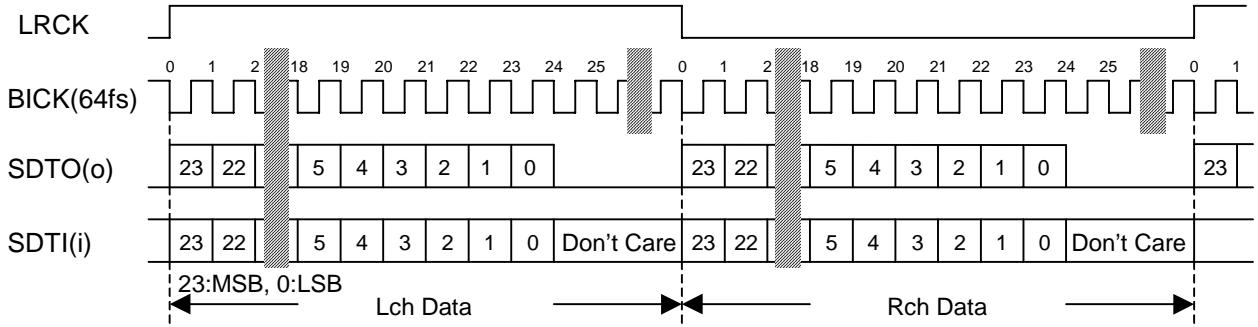 LRCK
0 1 2 18 19 20 21 22 23 24 25 0 1 2 18 19 20 21 22 23 24 25 0 1
BICK(64fs)
SDTO(o) 23 22 5 4 3 2 1 0 23 22 5 4 3 2 1 0 23
SDTI(i) 23 22 5 4 3 2 1 0 Don't Care 23 22 5 4 3 2 1 0 Don't Care
23:MSB, 0:LSB
Lch Data Rch Data